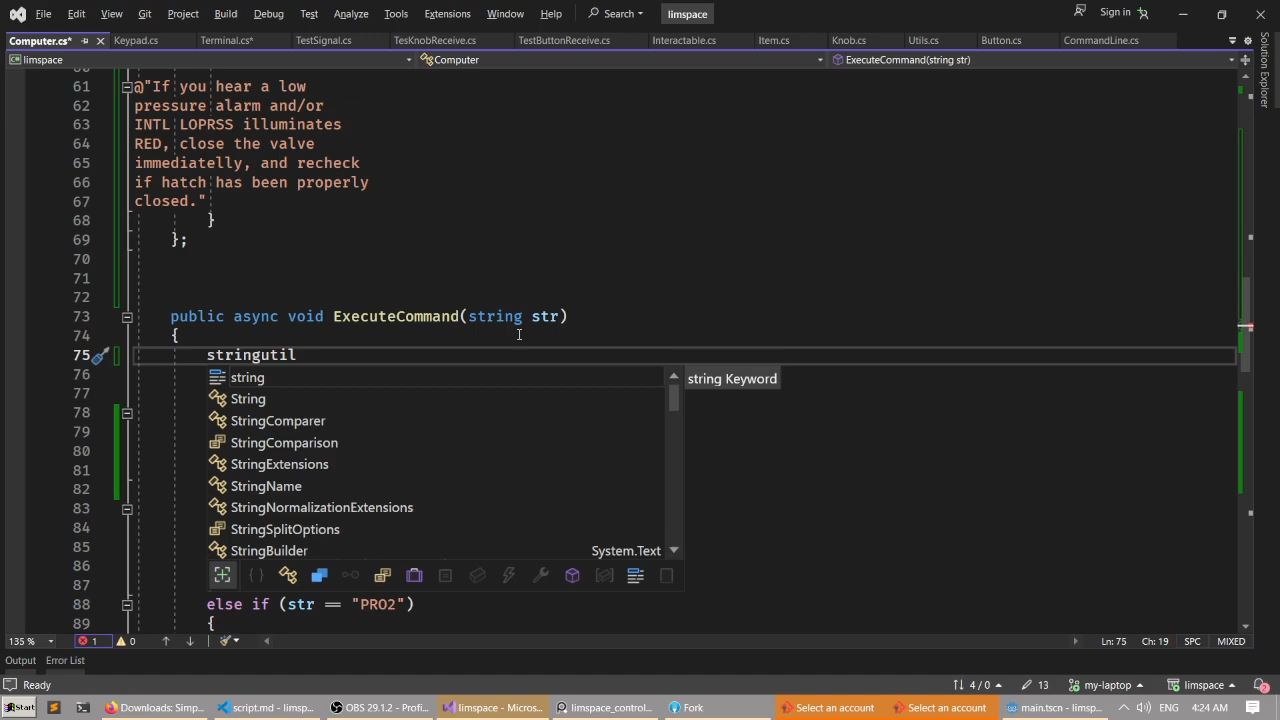 File Edit View Git Project Build Debug Test Analyze Tools Extensions Window Help Search limspace Sign in
Computer.cs* Keypad.cs Terminal.cs* TestSignal.cs TesKnobReceive.cs TestButtonReceive.cs Interactable.cs Item.cs Knob.cs Utils.cs Button.cs CommandLine.cs
limspace Computer ExecuteCommand(string str)
61 @"If you hear a low
62 pressure alarm and/or
63 INTL LOPRSS illuminates
64 RED, close the valve
65 immediatelly, and recheck
66 if hatch has been properly
67 closed."
68 }
69 };
70
71
72
73 public async void ExecuteCommand(string str)
74 {
75 stringutil
76 string string Keyword
77 String
78 StringComparer
79 StringComparison
80 StringExtensions
81 StringName
82 StringNormalizationExtensions
83 StringSplitOptions
84 StringBuilder System.Text
85
86
87
88 else if (str == "PRO2")
89 {
Solution Explorer
135 % 1 0 Ln: 75 Ch: 19 SPC MIXED
Output Error List
Ready 4 / 0 13 my-laptop limspace 2
Start Downloads: Simp... script.md - limsp... OBS 29.1.2 - Profi... limspace - Micros... limspace_control... Fork Select an account Select an account main.tscn - limsp... 4:24 AM